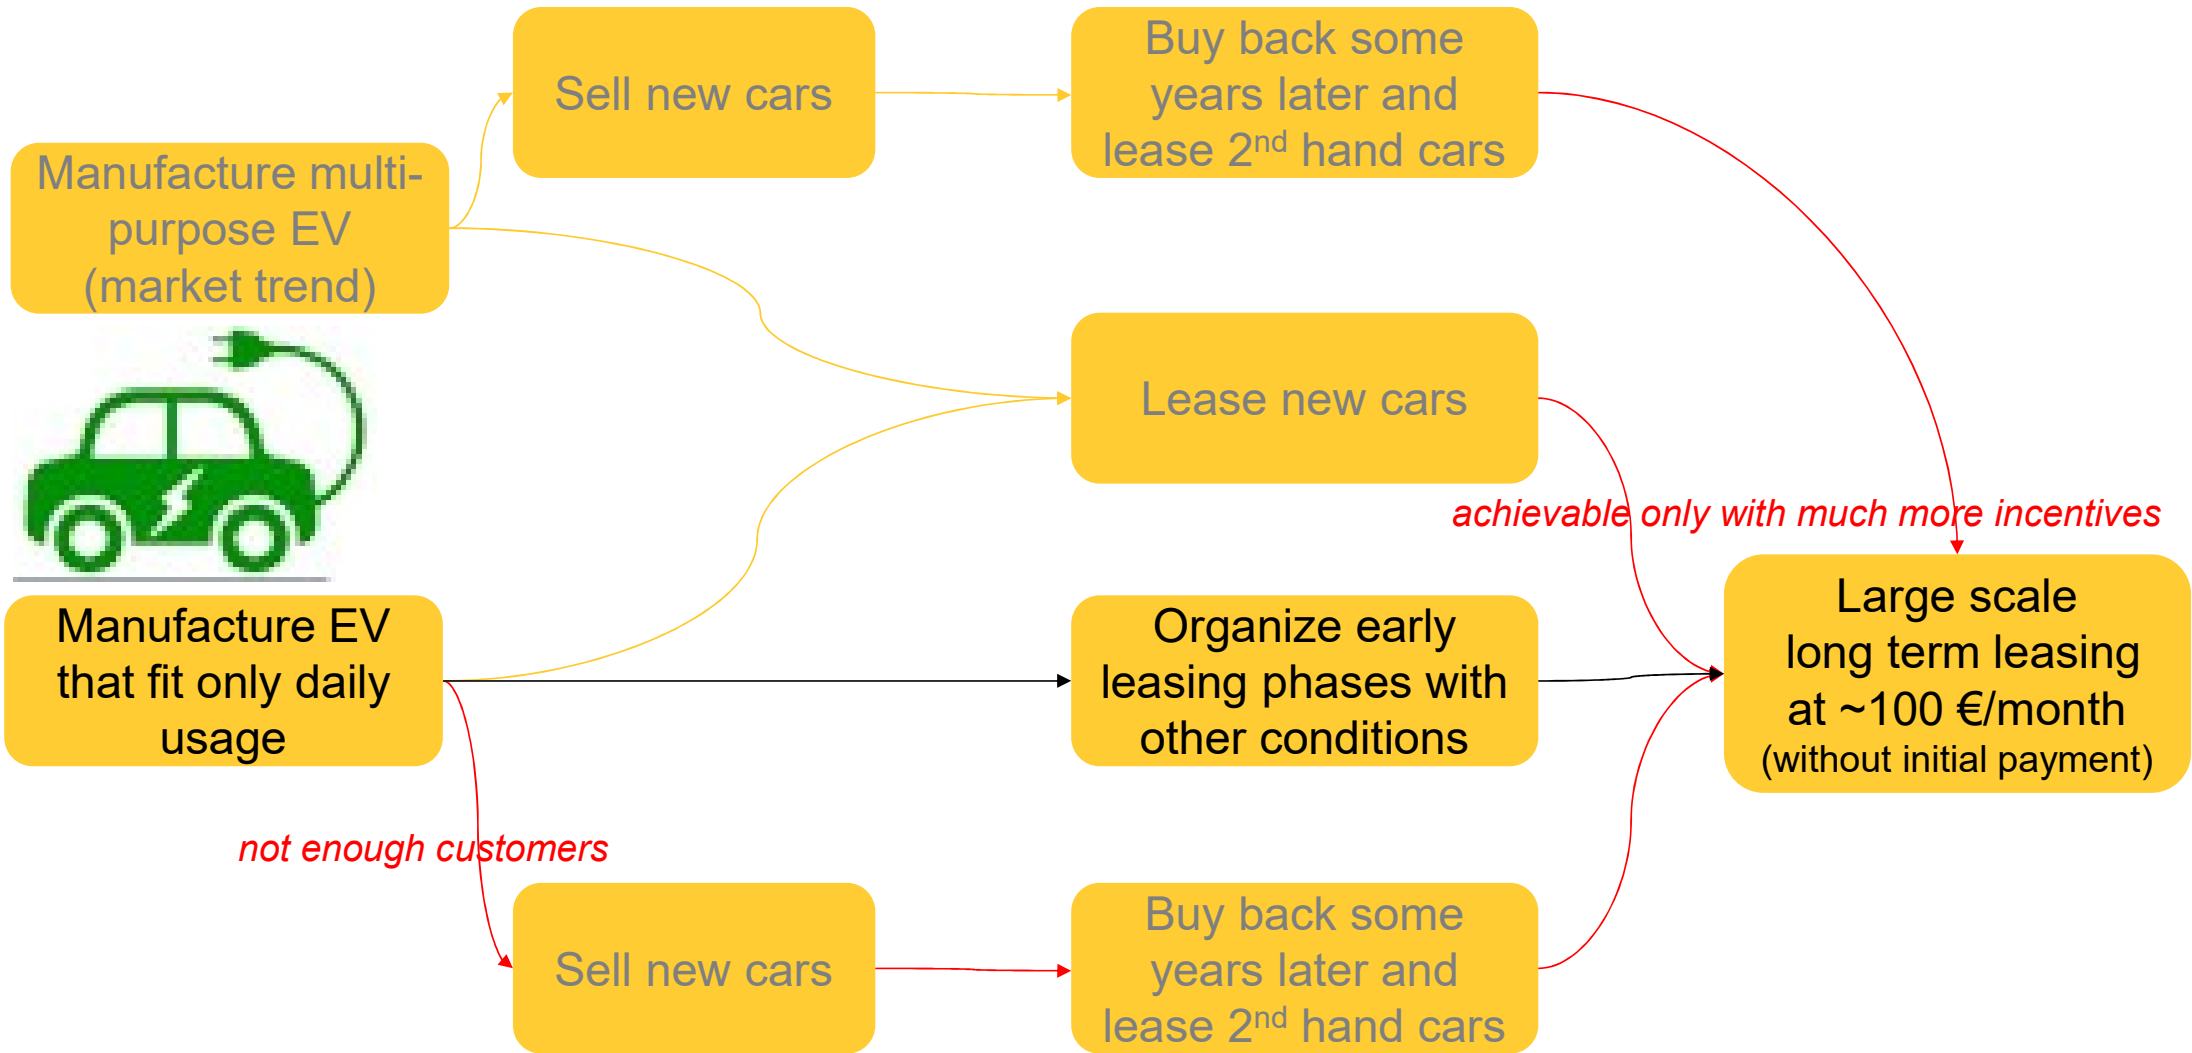 Sell new cars
Buy back some
years later and
lease 2nd hand cars
Manufacture multi-
purpose EV
(market trend)
Lease new cars
achievable only with much more incentives
Manufacture EV
that fit only daily
usage
Organize early
leasing phases with
other conditions
Large scale
long term leasing
at ~100 €/month
(without initial payment)
not enough customers
Sell new cars
Buy back some
years later and
lease 2nd hand cars